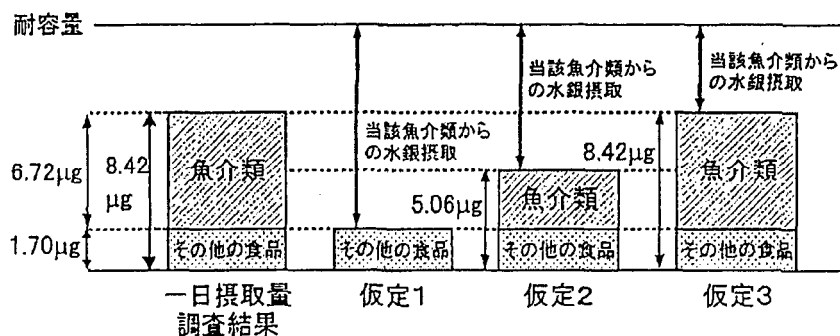 耐容量
当該魚介類から
の水銀摂取
当該魚介類から
の水銀摂取
当該魚介類から
の水銀摂取
6.72μg
8.42
μg
魚介類
1.70μg
その他の食品
その他の食品
5.06μg
魚介類
その他の食品
8.42μg
魚介類
その他の食品
一日摂取量
調査結果
仮定1
仮定2
仮定3